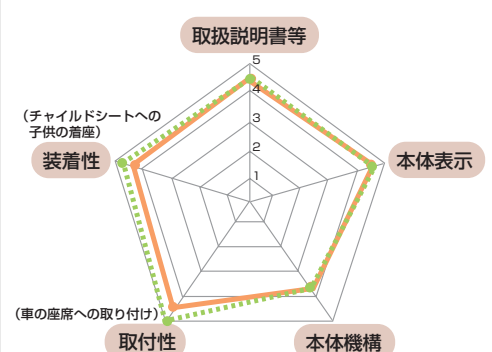 取扱説明書等
5
4
3
2
1
（チャイルドシートへの
子供の着座）
装着性
本体表示
（車の座席への取り付け）
取付性
本体機構